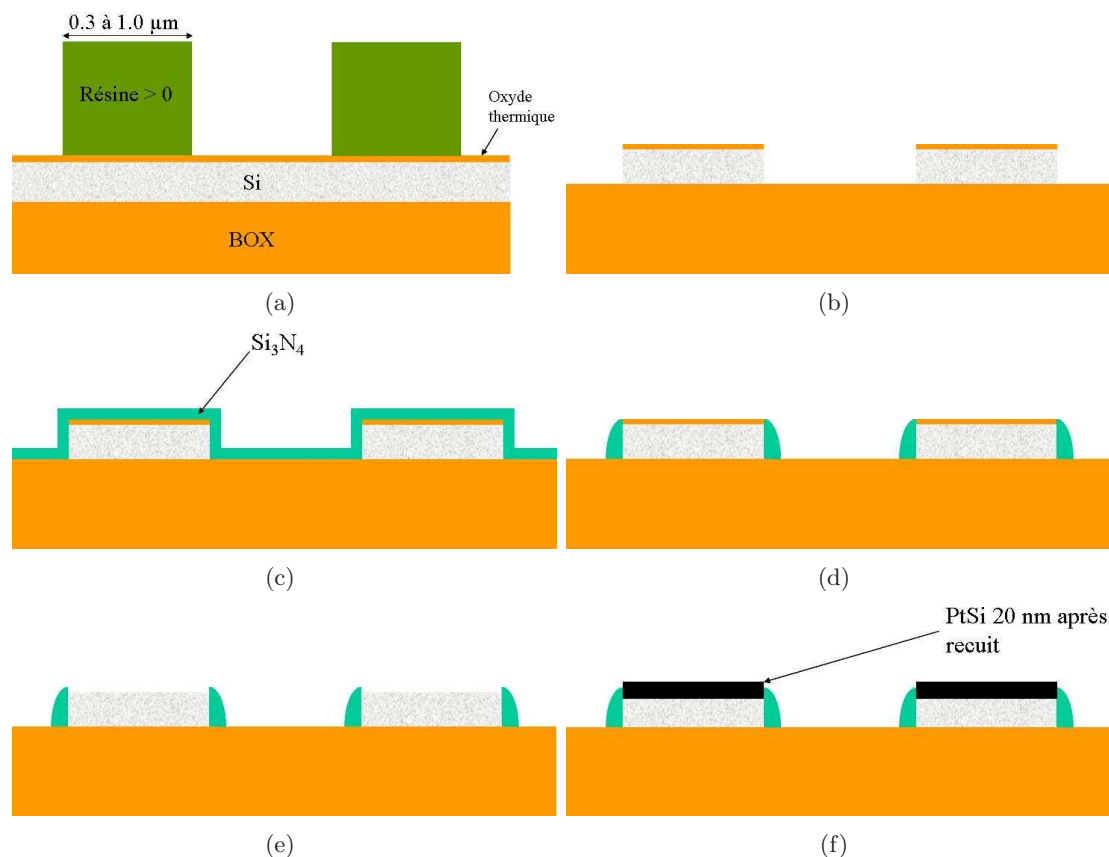 0.3 à 1.0 µm
Résine > 0
Oxyde
thermique
Si
BOX
(a)
(b)
Si₃N₄
(c)
(d)
PtSi 20 nm après
recuit
(e)
(f)